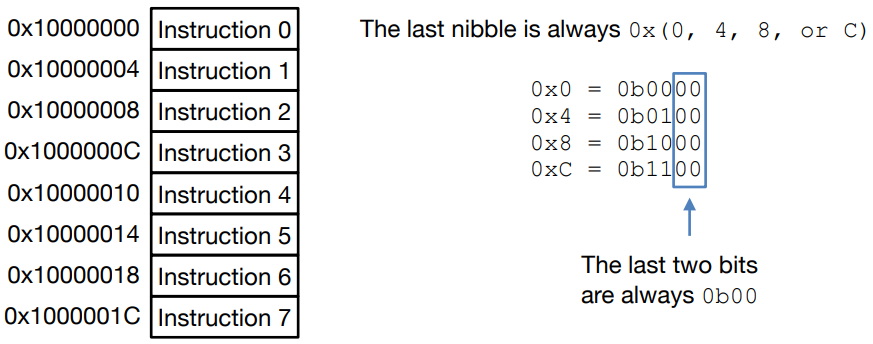 0x10000000 Instruction 0
0x10000004 Instruction 1
0x10000008 Instruction 2
0x1000000C Instruction 3
0x10000010 Instruction 4
0x10000014 Instruction 5
0x10000018 Instruction 6
0x1000001C Instruction 7
The last nibble is always 0x(0, 4, 8, or C)
0x0 = 0b0000
0x4 = 0b0100
0x8 = 0b1000
0xC = 0b1100
The last two bits
are always 0b00